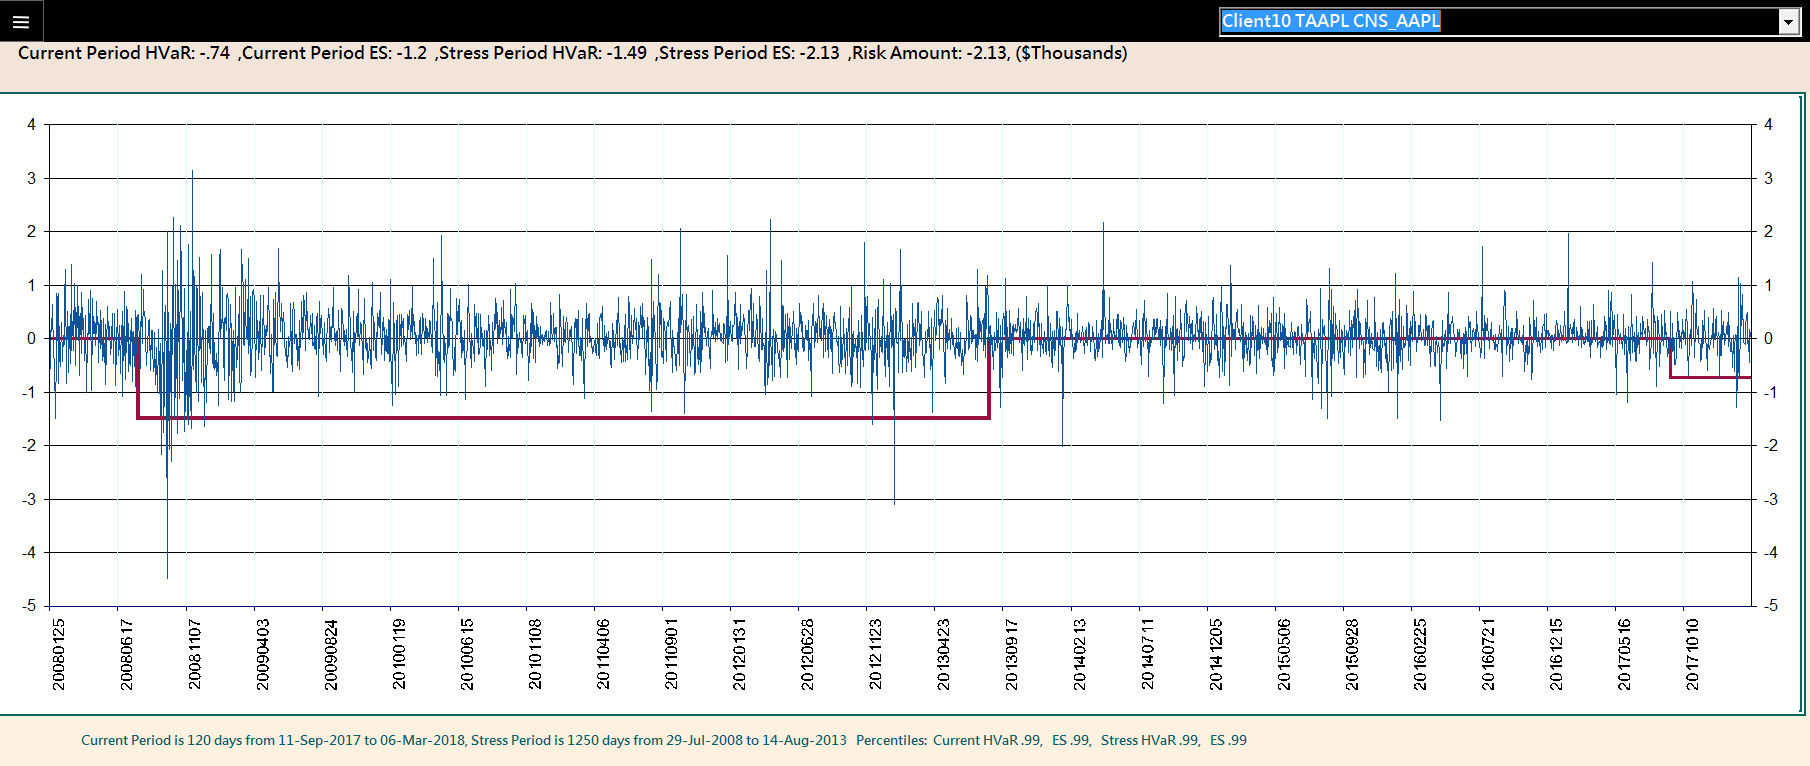 Client10 TAAPL CNS_AAPL
Current Period HVaR: -.74 ,Current Period ES: -1.2 ,Stress Period HVaR: -1.49 ,Stress Period ES: -2.13 ,Risk Amount: -2.13, ($Thousands)
4 4
3 3
2 2
1 1
0 0
-1 -1
-2 -2
-3 -3
-4 -4
-5 -5
20080125 20080617 20081107 20090403 20090824 20100119 20100615 20101108 20110406 20110901 20120131 20120628 20121123 20130423 20130917 20140213 20140711 20141205 20150506 20150928 20160225 20160721 20161215 20170516 20171010
Current Period is 120 days from 11-Sep-2017 to 06-Mar-2018, Stress Period is 1250 days from 29-Jul-2008 to 14-Aug-2013 Percentiles: Current HVaR .99, ES .99, Stress HVaR .99, ES .99